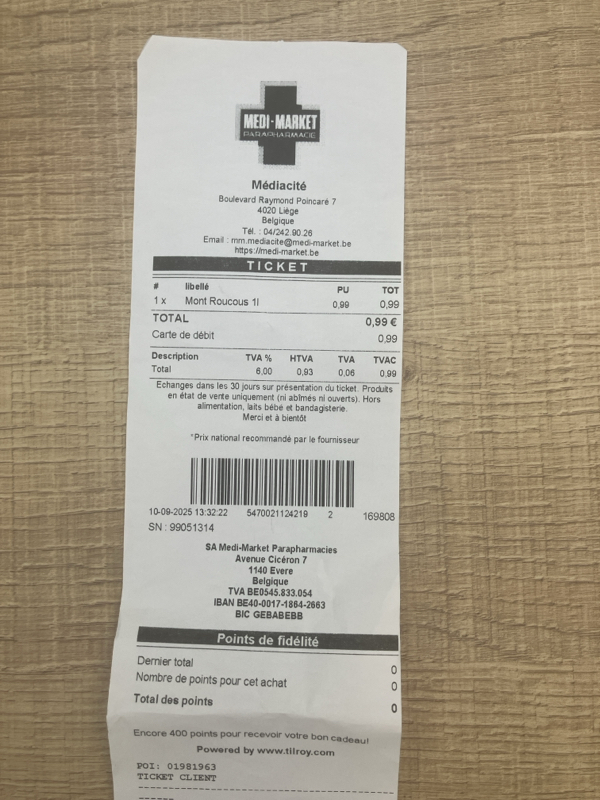 MEDI-MARKET
PARAPHARMACIE
Médiacité
Boulevard Raymond Poincaré 7
4020 Liège
Belgique
Tél. : 04/242.90.26
Email : mm.mediacite@medi-market.be
https://medi-market.be
TICKET
# libellé PU TOT
1 x Mont Roucous 1l 0,99 0,99
TOTAL 0,99 €
Carte de débit 0,99
Description TVA % HTVA TVA TVAC
Total 6,00 0,93 0,06 0,99
Echanges dans les 30 jours sur présentation du ticket. Produits
en état de vente uniquement (ni abîmés ni ouverts). Hors
alimentation, laits bébé et bandagisterie.
Merci et à bientôt
*Prix national recommandé par le fournisseur
10-09-2025 13:32:22 5470021124219 2 169808
SN : 99051314
SA Medi-Market Parapharmacies
Avenue Cicéron 7
1140 Evere
Belgique
TVA BE0545.833.054
IBAN BE40-0017-1864-2663
BIC GEBABEBB
Points de fidélité
Dernier total 0
Nombre de points pour cet achat 0
Total des points 0
Encore 400 points pour recevoir votre bon cadeau!
Powered by www.tilroy.com
POI: 01981963
TICKET CLIENT